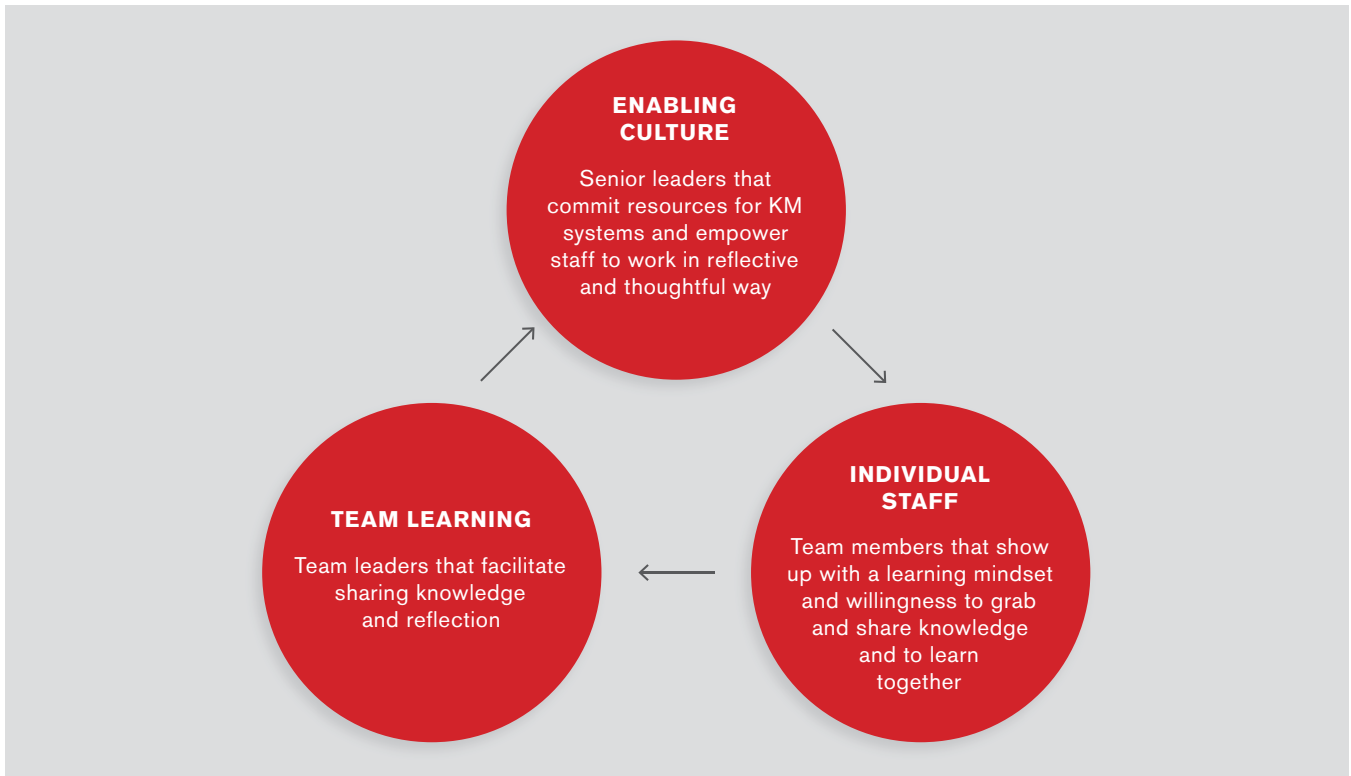 ENABLING
CULTURE
Senior leaders that
commit resources for KM
systems and empower
staff to work in reflective
and thoughtful way
INDIVIDUAL
STAFF
Team members that show
up with a learning mindset
and willingness to grab
and share knowledge
and to learn
together
TEAM LEARNING
Team leaders that facilitate
sharing knowledge
and reflection